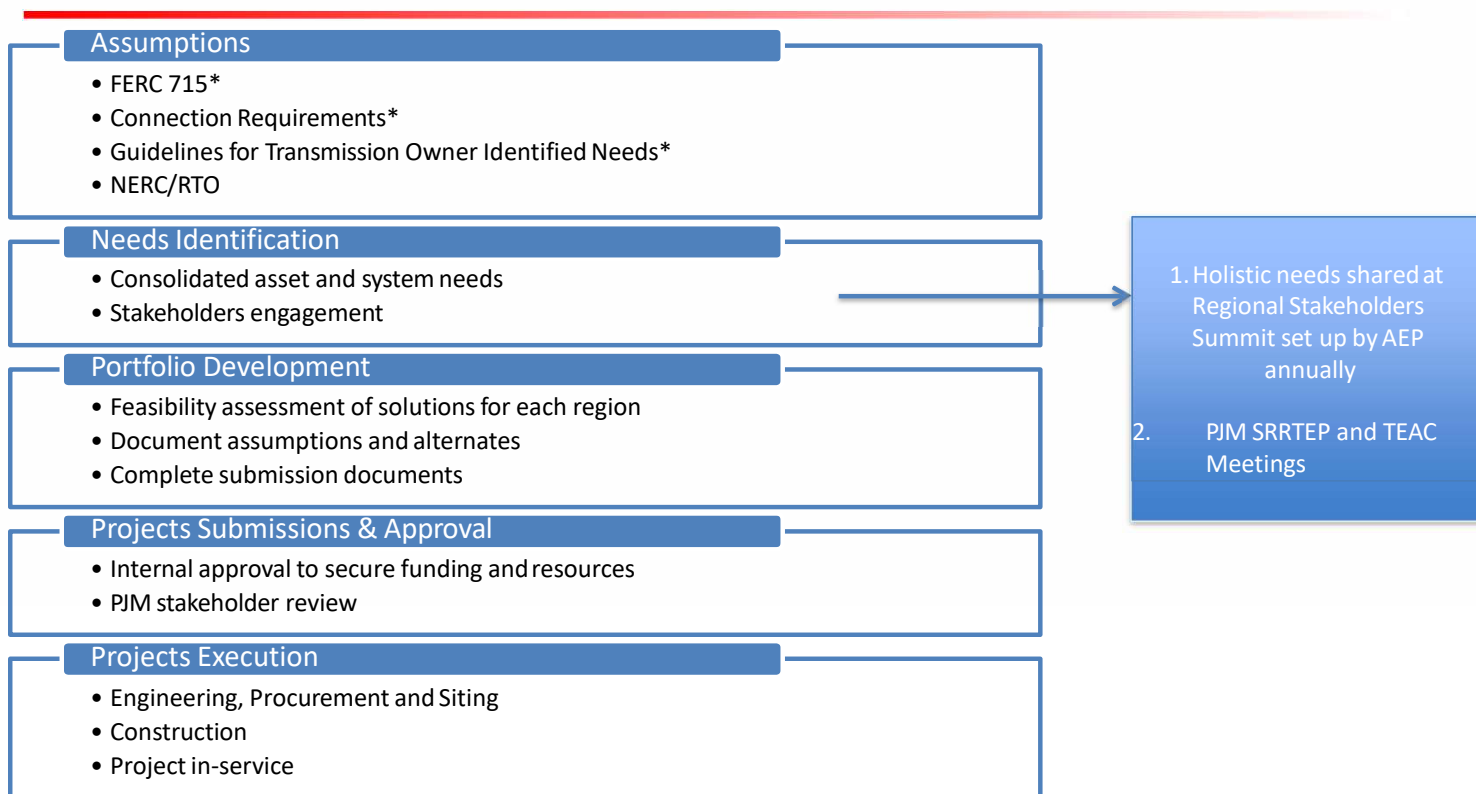 Assumptions
• FERC 715*
• Connection Requirements*
• Guidelines for Transmission Owner Identified Needs*
• NERC/RTO
Needs Identification
• Consolidated asset and system needs
• Stakeholders engagement
1. Holistic needs shared at
Regional Stakeholders
Summit set up by AEP
annually
2. PJM SRRTEP and TEAC
Meetings
Portfolio Development
• Feasibility assessment of solutions for each region
• Document assumptions and alternates
• Complete submission documents
Projects Submissions & Approval
• Internal approval to secure funding and resources
• PJM stakeholder review
Projects Execution
• Engineering, Procurement and Siting
• Construction
• Project in-service